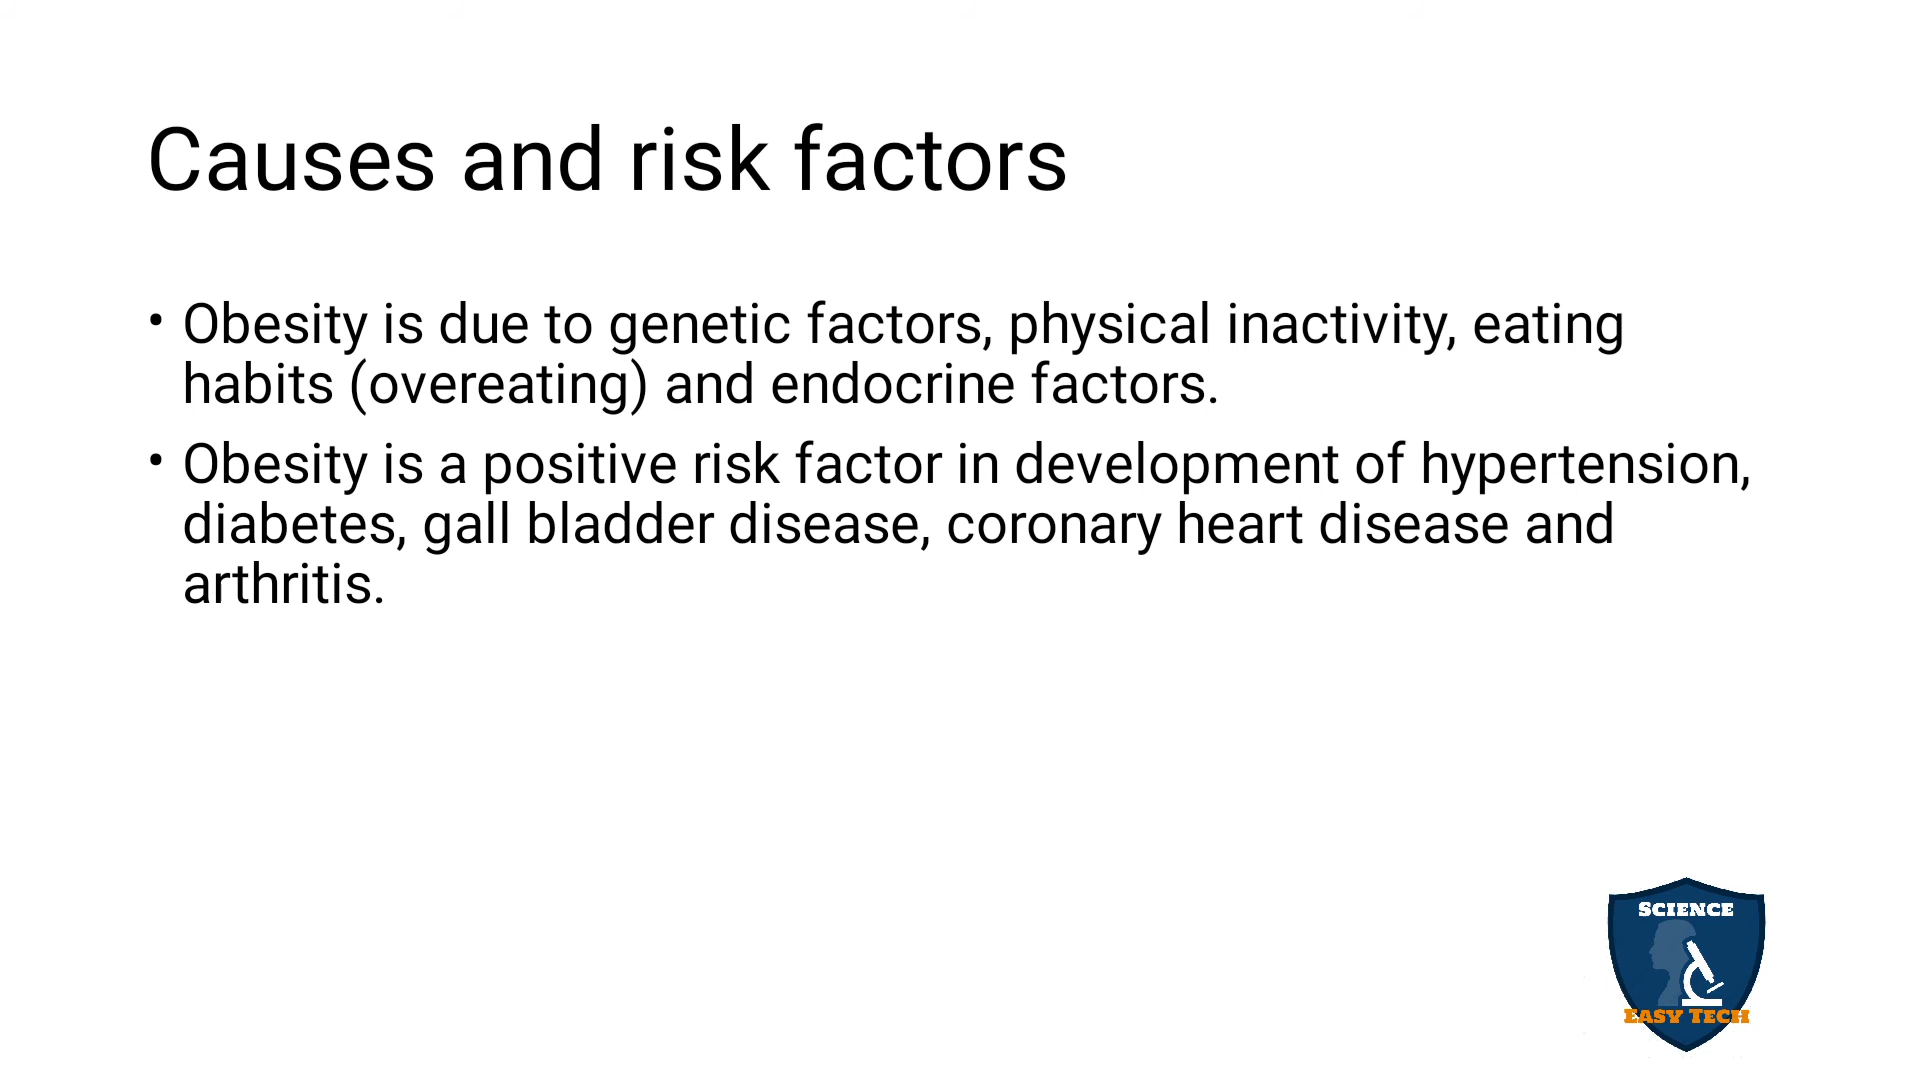 Causes and risk factors
• Obesity is due to genetic factors, physical inactivity, eating
habits (overeating) and endocrine factors.
• Obesity is a positive risk factor in development of hypertension,
diabetes, gall bladder disease, coronary heart disease and
arthritis.
SCIENCE
EASY TECH